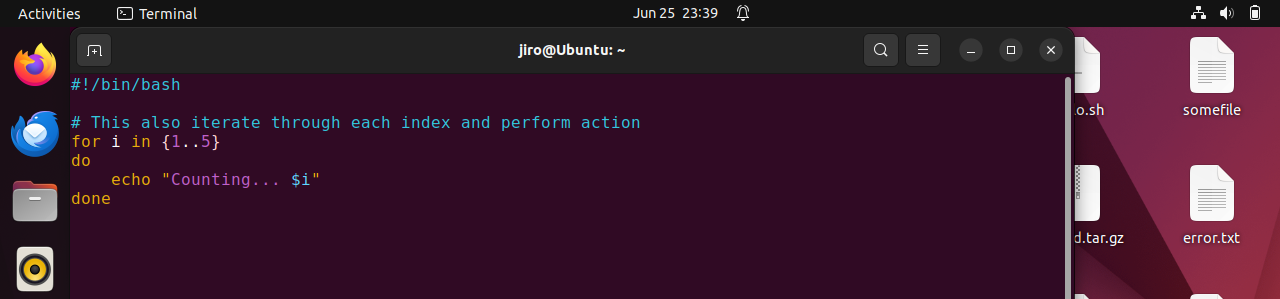 Activities
Terminal
Jun 25 23:39
jiro@Ubuntu: ~
#!/bin/bash
# This also iterate through each index and perform action
for i in {1..5}
do
    echo "Counting... $i"
done
o.sh
somefile
d.tar.gz
error.txt